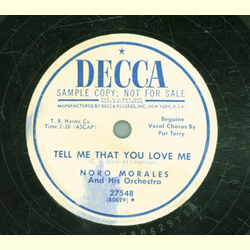 DECCA
SAMPLE COPY; NOT FOR SALE
MANUFACTURED BY DECCA RECORDS, INC., NEW YORK, U.S.A.
T. B. Harms Co.
Time 2:26 (ASCAP)
Beguine
Vocal Chorus By
Pat Terry
TELL ME THAT YOU LOVE ME
NORO MORALES
And His Orchestra
27548
(80629) ★